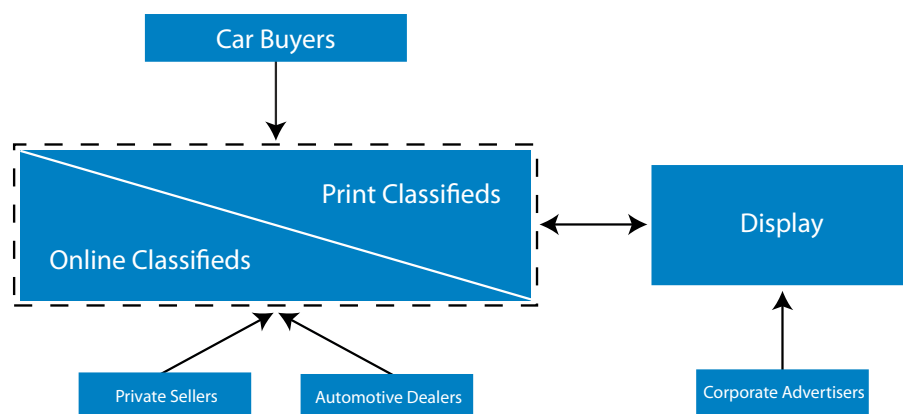 Car Buyers
Print Classifieds
Online Classifieds
Display
Private Sellers
Automotive Dealers
Corporate Advertisers